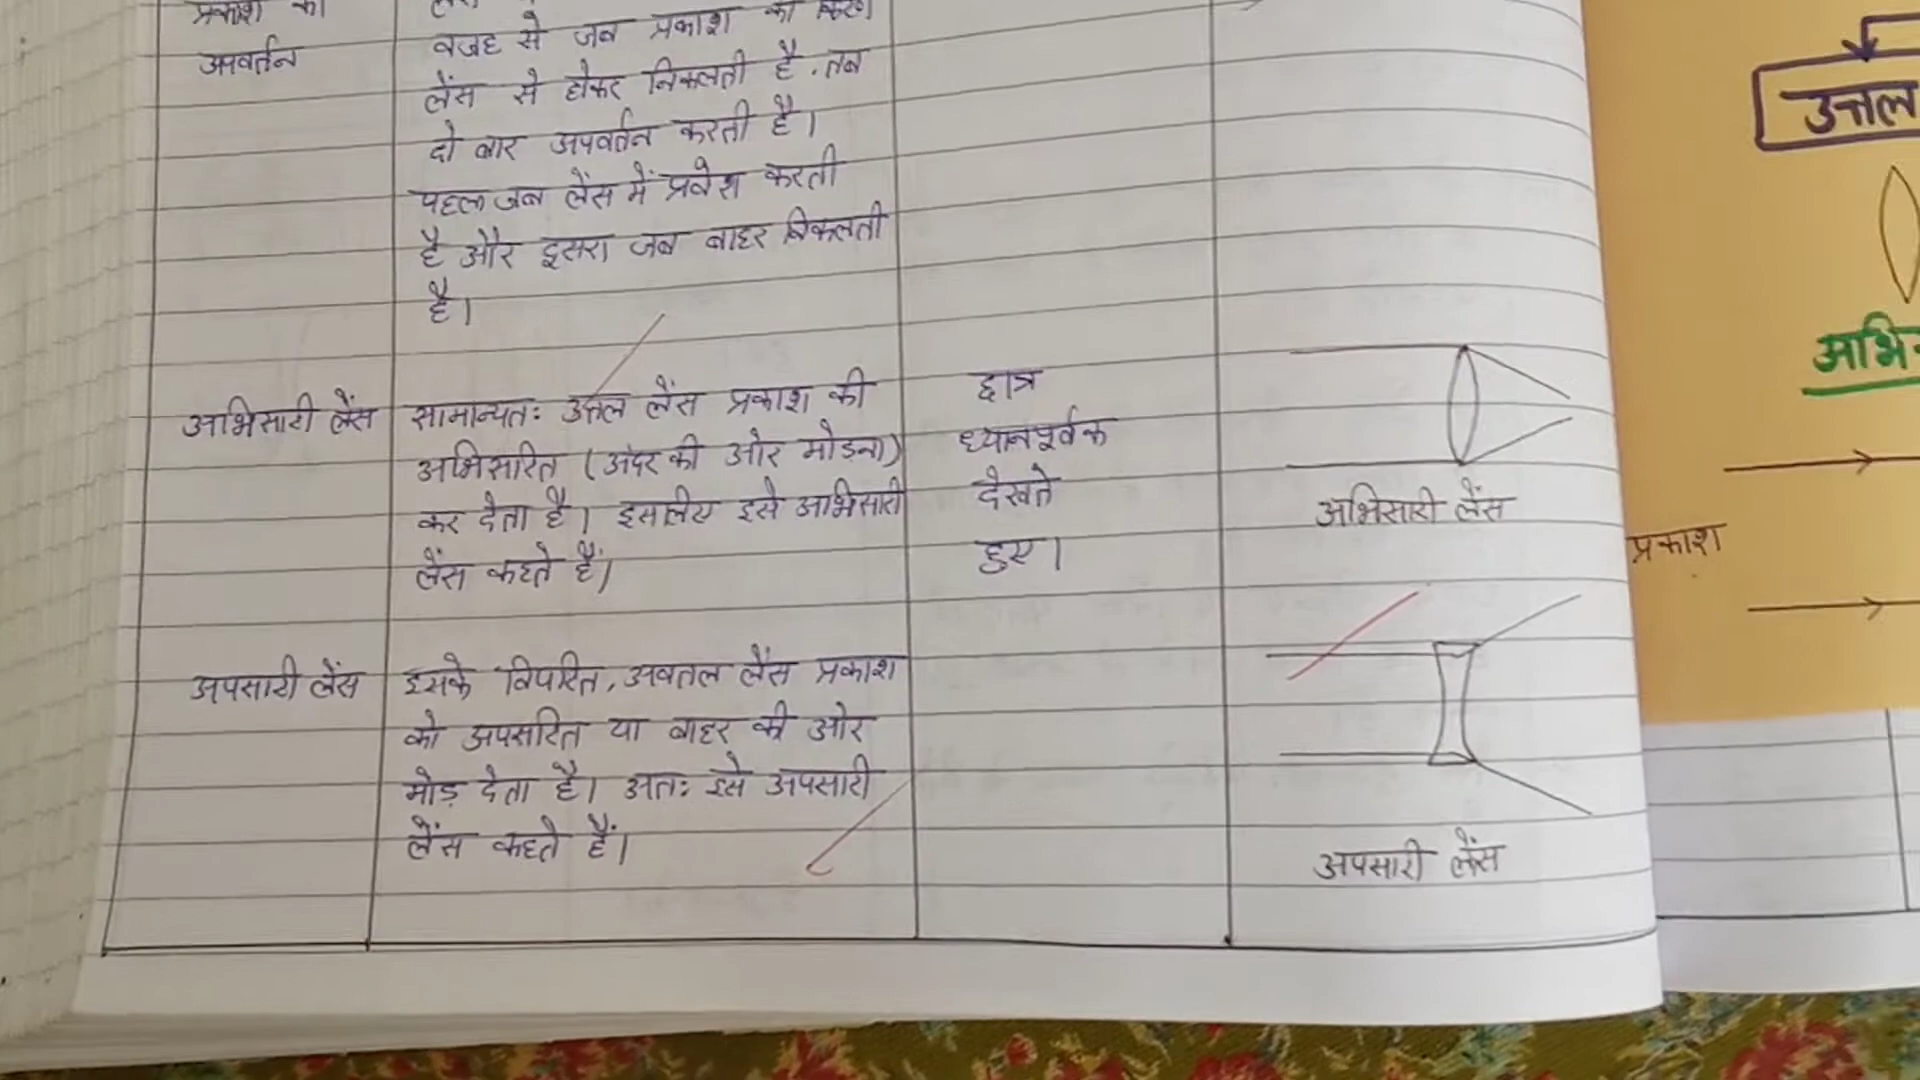 प्रकाश का
अपवर्तन
वजह से जब प्रकाश की किरण
लेंस से होकर निकलती है, तब
दो बार अपवर्तन करती है।
पहला जब लेंस में प्रवेश करती
है और दूसरा जब बाहर निकलती
है।
अभिसारी लेंस
सामान्यतः उत्तल लेंस प्रकाश की
अभिसारित (अंदर की ओर मोड़ना)
कर देता है। इसलिए इसे अभिसारी
लेंस कहते हैं।
छात्र
ध्यानपूर्वक
देखते
हुए।
अभिसारी लेंस
अपसारी लेंस
इसके विपरित, अवतल लेंस प्रकाश
को अपसरित या बाहर की ओर
मोड़ देता है। अतः इसे अपसारी
लेंस कहते हैं।
अपसारी लेंस
उत्तल
प्रकाश